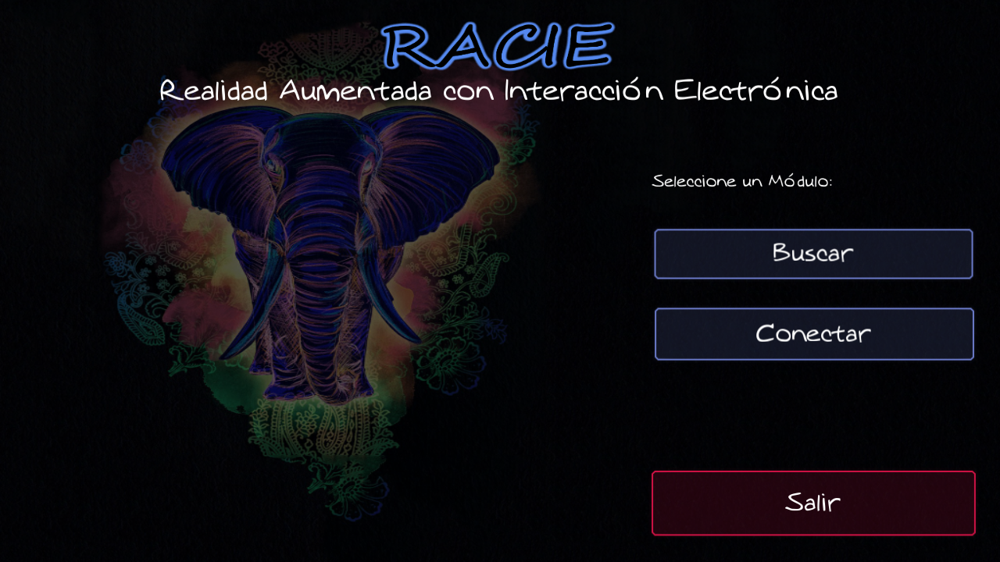 RACIE
Realidad Aumentada con Interacción Electrónica
Seleccione un Módulo:
Buscar
Conectar
Salir